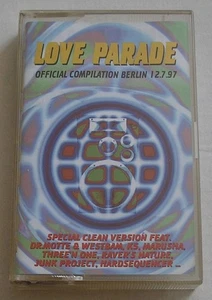 LOVE PARADE
OFFICIAL COMPILATION BERLIN 12.7.97
SPECIAL CLEAN VERSION FEAT.
DR.MOTTE & WESTBAM, K5, MARUSHA,
THREE'N ONE, RAVER'S NATURE,
JUNK PROJECT, HARDSEQUENCER ...